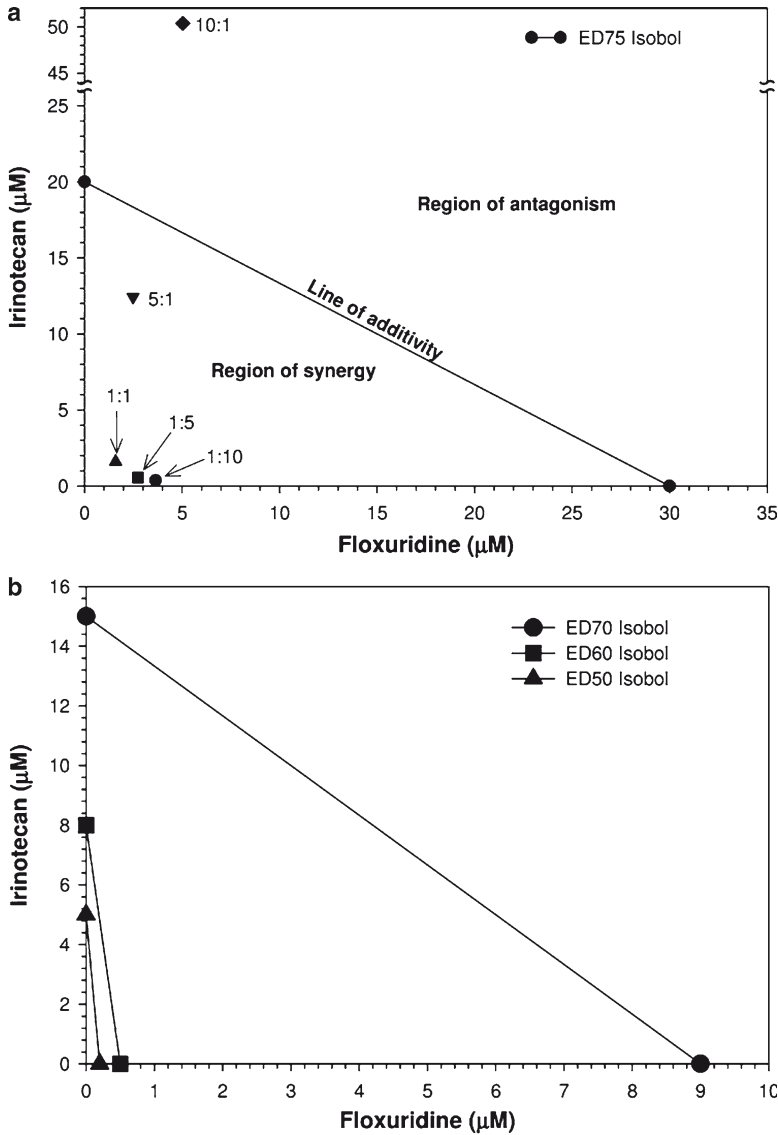 a
50
10:1
ED75 Isobol
45
25
20
Region of antagonism
15
5:1
Line of additivity
10
Region of synergy
5
1:1
1:5
1:10
0
Irinotecan (μM)
0 5 10 15 20 25 30 35
Floxuridine (μM)
b
16
ED70 Isobol
14
ED60 Isobol
ED50 Isobol
12
10
8
6
4
2
0
Irinotecan (μM)
0 1 2 3 4 5 6 7 8 9 10
Floxuridine (μM)